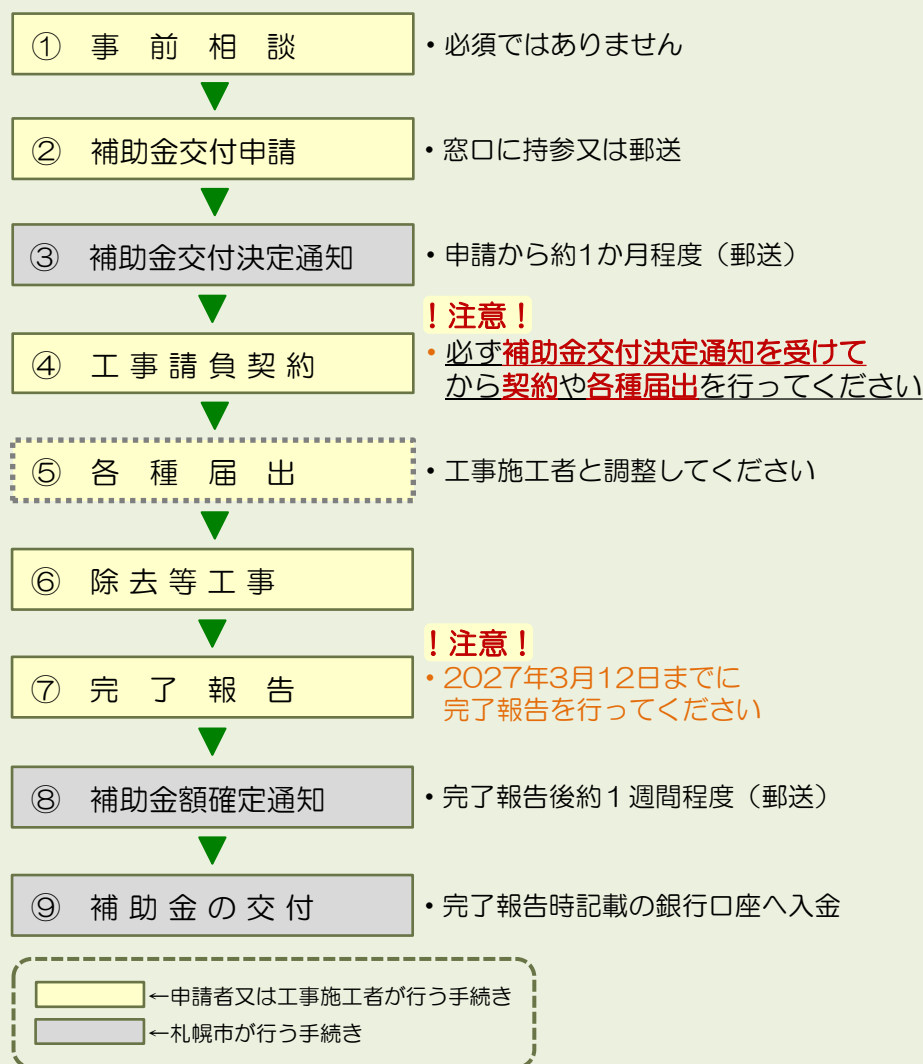 ① 事前相談
・必須ではありません
② 補助金交付申請
・窓口に持参又は郵送
③ 補助金交付決定通知
・申請から約1か月程度（郵送）
！注意！
④ 工事請負契約
・必ず補助金交付決定通知を受けて
から契約や各種届出を行ってください
⑤ 各種届出
・工事施工者と調整してください
⑥ 除去等工事
！注意！
⑦ 完了報告
・2027年3月12日までに
完了報告を行ってください
⑧ 補助金額確定通知
・完了報告後約１週間程度（郵送）
⑨ 補助金の交付
・完了報告時記載の銀行口座へ入金
←申請者又は工事施工者が行う手続き
←札幌市が行う手続き